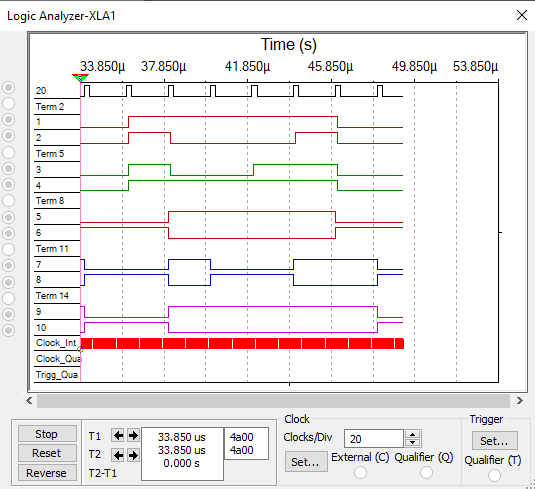 Logic Analyzer-XLA1
Time (s)
33.850µ 37.850µ 41.850µ 45.850µ 49.850µ 53.850µ
20
Term 2
1
2
Term 5
3
4
Term 8
5
6
Term 11
7
8
Term 14
9
10
Clock_Int
Clock_Qua
Trigg_Qua
Stop
Reset
Reverse
T1
T2
T2-T1
33.850 us
33.850 us
0.000 s
4a00
4a00
Clock
Clocks/Div 20
Set...
External (C) Qualifier (Q)
Trigger
Set...
Qualifier (T)